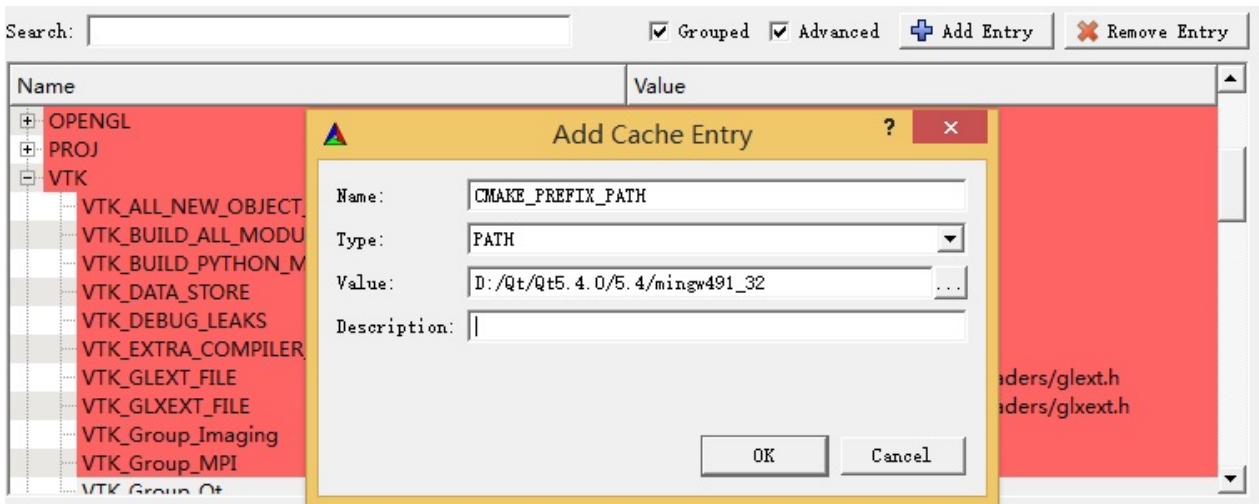 Search:
Grouped
Advanced
Add Entry
Remove Entry
Name
Value
OPENGL
PROJ
VTK
VTK_ALL_NEW_OBJECT_
VTK_BUILD_ALL_MODU
VTK_BUILD_PYTHON_M
VTK_DATA_STORE
VTK_DEBUG_LEAKS
VTK_EXTRA_COMPILER_
VTK_GLEXT_FILE
VTK_GLXEXT_FILE
VTK_Group_Imaging
VTK_Group_MPI
VTK_Group_Qt
aders/glext.h
aders/glxext.h
Add Cache Entry
?
Name:
CMAKE_PREFIX_PATH
Type:
PATH
Value:
D:/Qt/Qt5.4.0/5.4/mingw491_32
...
Description:
OK
Cancel